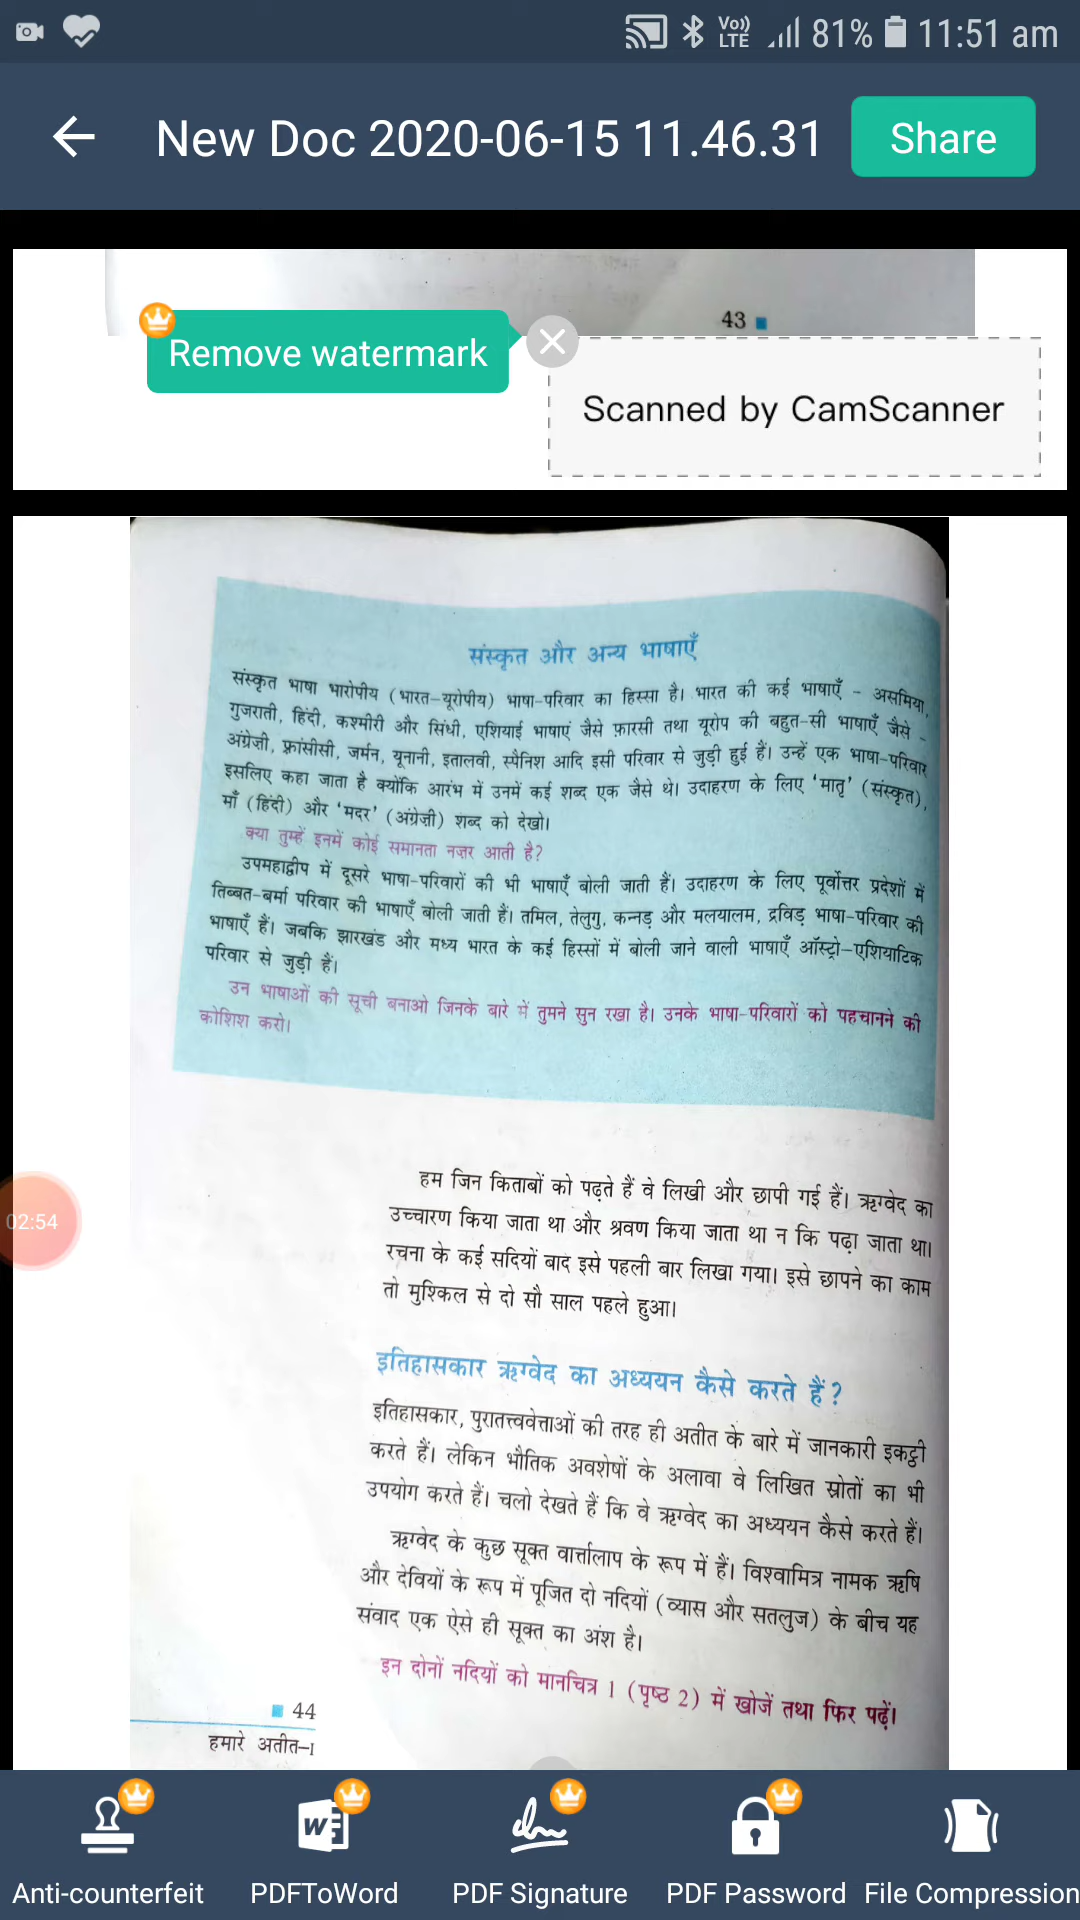 Vo)) LTE 81% 11:51 am
New Doc 2020-06-15 11.46.31 Share
43
Remove watermark
Scanned by CamScanner
संस्कृत और अन्य भाषाएँ
संस्कृत भाषा भारोपीय (भारत-यूरोपीय) भाषा-परिवार का हिस्सा है। भारत की कई भाषाएँ - असमिया,
गुजराती, हिंदी, कश्मीरी और सिंधी, एशियाई भाषाएं जैसे फ़ारसी तथा यूरोप की बहुत-सी भाषाएँ जैसे -
अंग्रेज़ी, फ़्रांसीसी, जर्मन, यूनानी, इतालवी, स्पैनिश आदि इसी परिवार से जुड़ी हुई हैं। उन्हें एक भाषा-परिवार
इसलिए कहा जाता है क्योंकि आरंभ में उनमें कई शब्द एक जैसे थे। उदाहरण के लिए 'मातृ' (संस्कृत),
माँ (हिंदी) और 'मदर' (अंग्रेज़ी) शब्द को देखो।
क्या तुम्हें इनमें कोई समानता नज़र आती है?
उपमहाद्वीप में दूसरे भाषा-परिवारों की भी भाषाएँ बोली जाती हैं। उदाहरण के लिए पूर्वोत्तर प्रदेशों में
तिब्बत-बर्मा परिवार की भाषाएँ बोली जाती हैं। तमिल, तेलुगु, कन्नड़ और मलयालम, द्रविड़ भाषा-परिवार की
भाषाएँ हैं। जबकि झारखंड और मध्य भारत के कई हिस्सों में बोली जाने वाली भाषाएँ ऑस्ट्रो-एशियाटिक
परिवार से जुड़ी हैं।
उन भाषाओं की सूची बनाओ जिनके बारे में तुमने सुन रखा है। उनके भाषा-परिवारों को पहचानने की
कोशिश करो।
हम जिन किताबों को पढ़ते हैं वे लिखी और छापी गई हैं। ऋग्वेद का
उच्चारण किया जाता था और श्रवण किया जाता था न कि पढ़ा जाता था।
रचना के कई सदियों बाद इसे पहली बार लिखा गया। इसे छापने का काम
तो मुश्किल से दो सौ साल पहले हुआ।
02:54
इतिहासकार ऋग्वेद का अध्ययन कैसे करते हैं?
इतिहासकार, पुरातत्त्ववेत्ताओं की तरह ही अतीत के बारे में जानकारी इकट्ठी
करते हैं। लेकिन भौतिक अवशेषों के अलावा वे लिखित स्रोतों का भी
उपयोग करते हैं। चलो देखते हैं कि वे ऋग्वेद का अध्ययन कैसे करते हैं।
ऋग्वेद के कुछ सूक्त वार्त्तालाप के रूप में हैं। विश्वामित्र नामक ऋषि
और देवियों के रूप में पूजित दो नदियों (व्यास और सतलुज) के बीच यह
संवाद एक ऐसे ही सूक्त का अंश है।
इन दोनों नदियों को मानचित्र 1 (पृष्ठ 2) में खोजें तथा फिर पढ़ें।
44
हमारे अतीत-I
Anti-counterfeit PDFToWord PDF Signature PDF Password File Compression